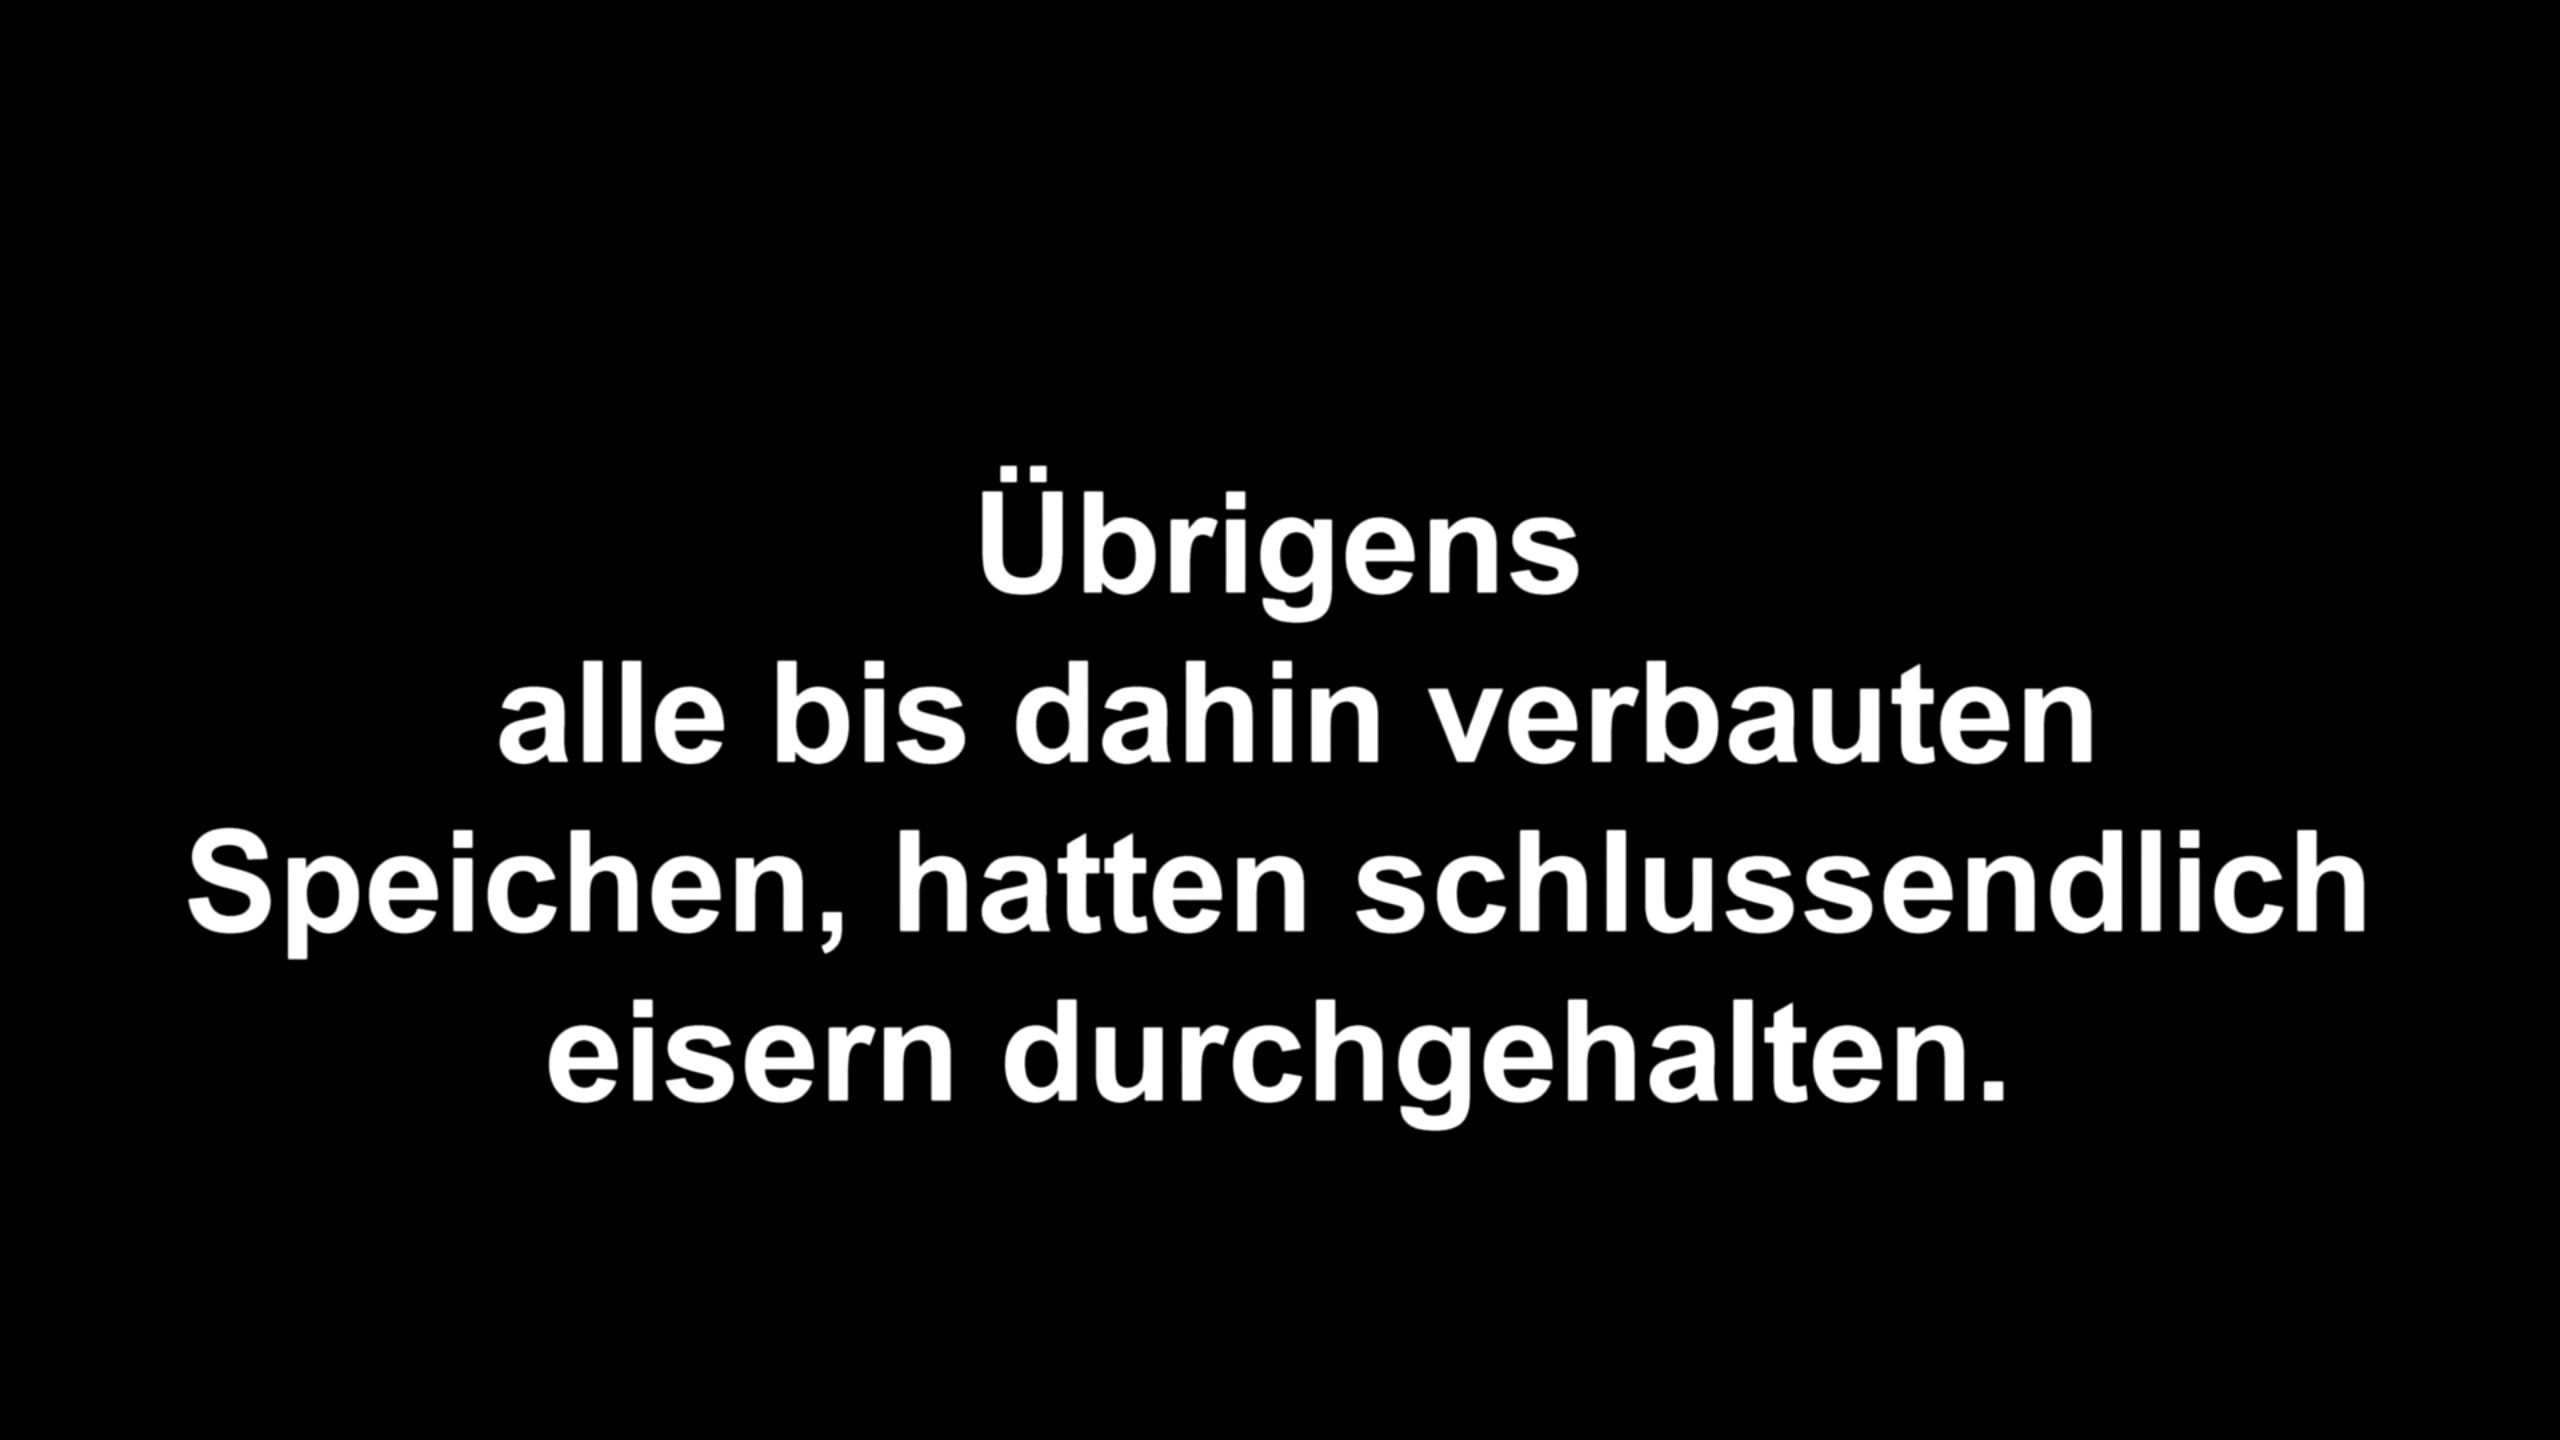 Übrigens
alle bis dahin verbauten
Speichen, hatten schlussendlich
eisern durchgehalten.